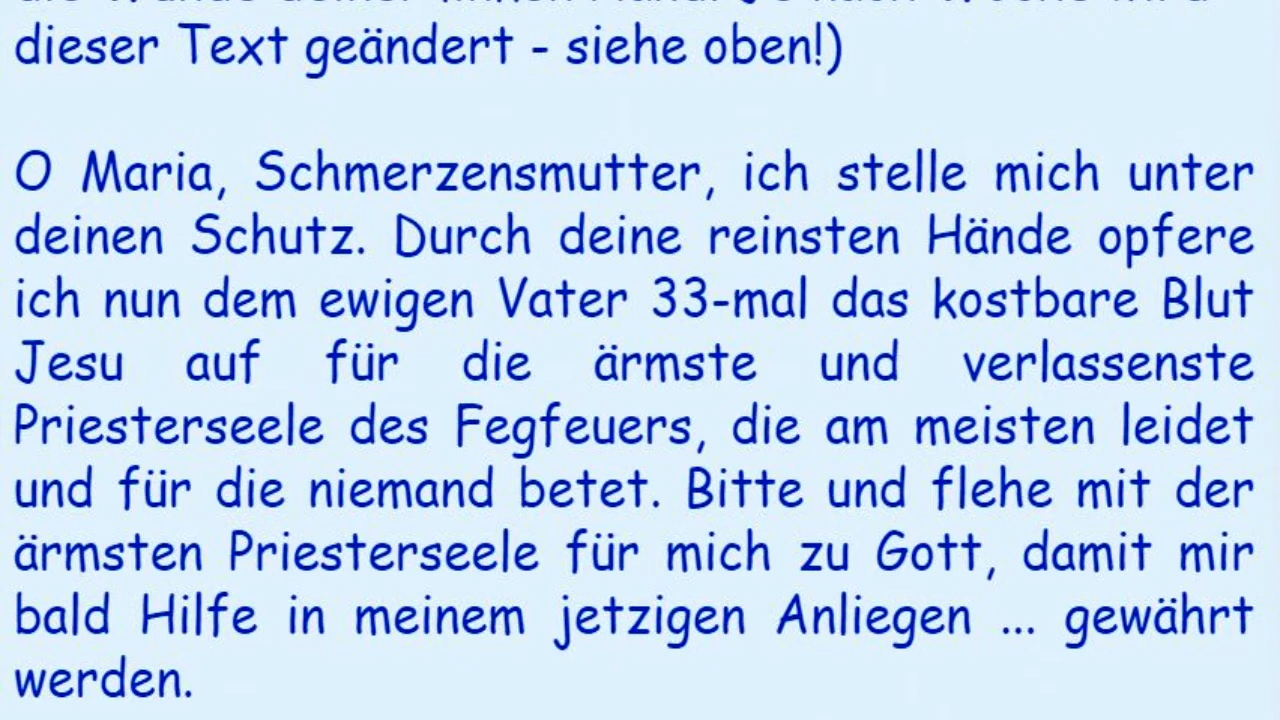 dieser Text geändert - siehe oben!)
O Maria, Schmerzensmutter, ich stelle mich unter
deinen Schutz. Durch deine reinsten Hände opfere
ich nun dem ewigen Vater 33-mal das kostbare Blut
Jesu auf für die ärmste und verlassenste
Priesterseele des Fegfeuers, die am meisten leidet
und für die niemand betet. Bitte und flehe mit der
ärmsten Priesterseele für mich zu Gott, damit mir
bald Hilfe in meinem jetzigen Anliegen ... gewährt
werden.